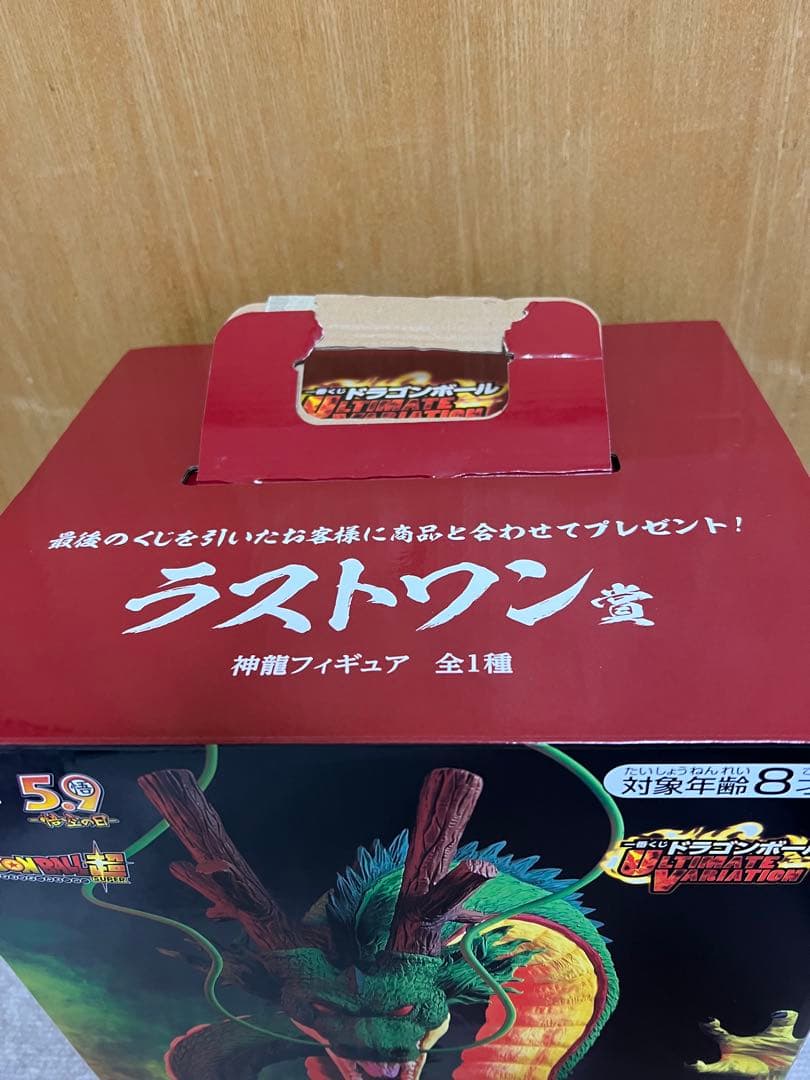 一番くじ ドラゴンボール
ULTIMATE
VARIATION
最後のくじを引いたお客様に商品と合わせてプレゼント!
ラストワン賞
神龍フィギュア 全1種
5.9
悟
-悟空の日-
超
SUPER
たいしょうねんれい
対象年齢8
一番くじ ドラゴンボール
ULTIMATE
VARIATION